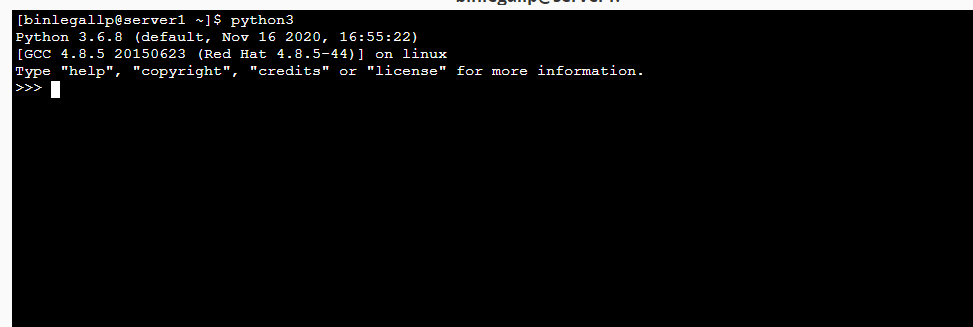 [binlegallp@server1 ~]$ python3
Python 3.6.8 (default, Nov 16 2020, 16:55:22)
[GCC 4.8.5 20150623 (Red Hat 4.8.5-44)] on linux
Type "help", "copyright", "credits" or "license" for more information.
>>>